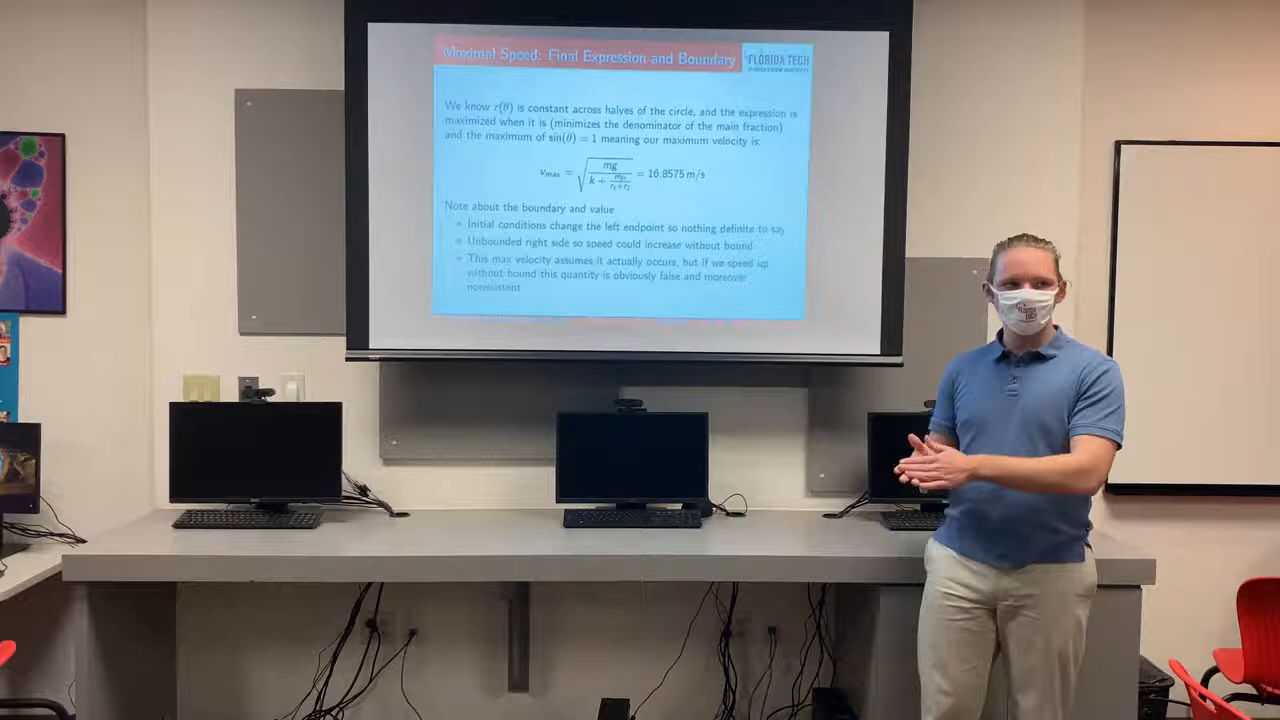 Maximal Speed: Final Expression and Boundary
FLORIDA TECH
We know r(θ) is constant across halves of the circle, and the expression is
maximized when it is (minimizes the denominator of the main fraction)
and the maximum of sin(θ) = 1 meaning our maximum velocity is:
v_max = √(mg / (k + mμ / (r₁+r₂))) = 16.8575 m/s
Note about the boundary and value
Initial conditions change the left endpoint so nothing definite to say
Unbounded right side so speed could increase without bound
This max velocity assumes it actually occurs, but if we speed up
without bound this quantity is obviously false and moreover
nonexistent
FLORIDA
TECH